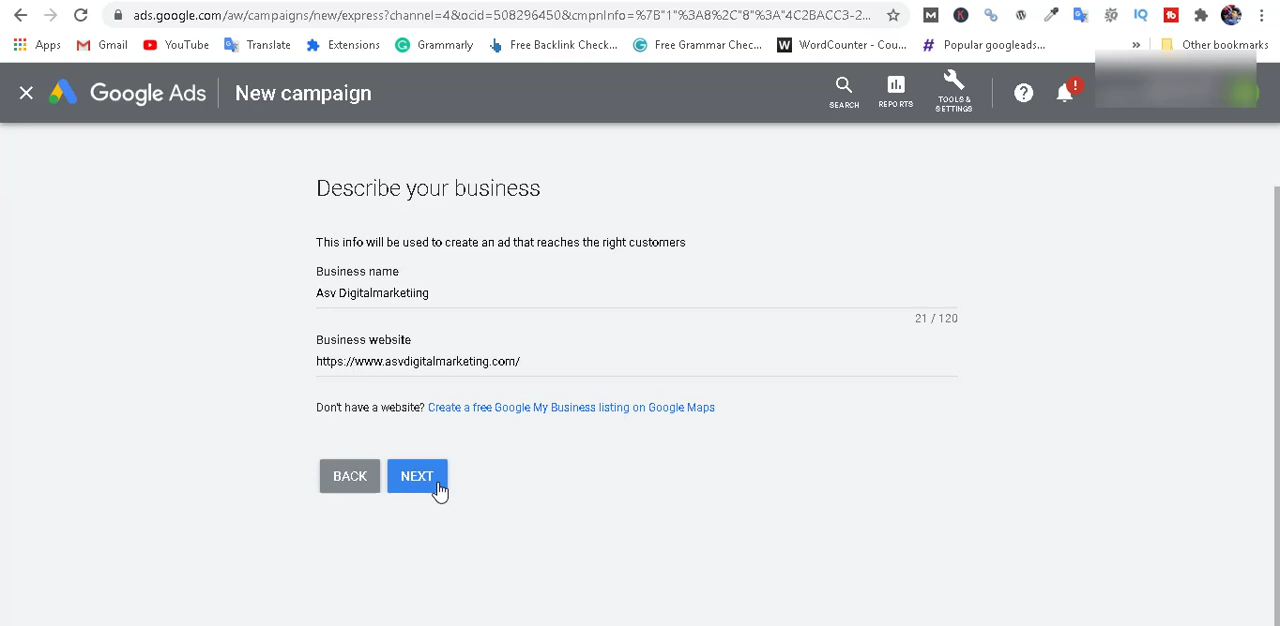 ads.google.com/aw/campaigns/new/express?channel=4&ocid=508296450&cmpnInfo=%7B"1"%3A8%2C"8"%3A"4C2BACC3-2...
Apps Gmail YouTube Translate Extensions Grammarly Free Backlink Check... Free Grammar Chec... WordCounter - Cou... Popular googleads... » Other bookmarks
Google Ads New campaign
SEARCH REPORTS TOOLS & SETTINGS
Describe your business
This info will be used to create an ad that reaches the right customers
Business name
Asv Digitalmarketiing
21 / 120
Business website
https://www.asvdigitalmarketing.com/
Don't have a website? Create a free Google My Business listing on Google Maps
BACK NEXT